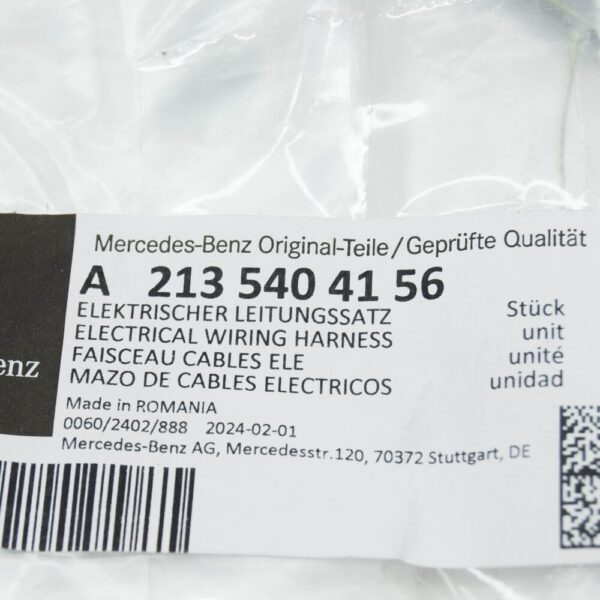 Mercedes-Benz Original-Teile/Geprüfte Qualität
A 213 540 41 56
ELEKTRISCHER LEITUNGSSATZ Stück
ELECTRICAL WIRING HARNESS unit
FAISCEAU CABLES ELE unité
MAZO DE CABLES ELECTRICOS unidad
enz
Made in ROMANIA
0060/2402/888 2024-02-01
Mercedes-Benz AG, Mercedesstr.120, 70372 Stuttgart, DE